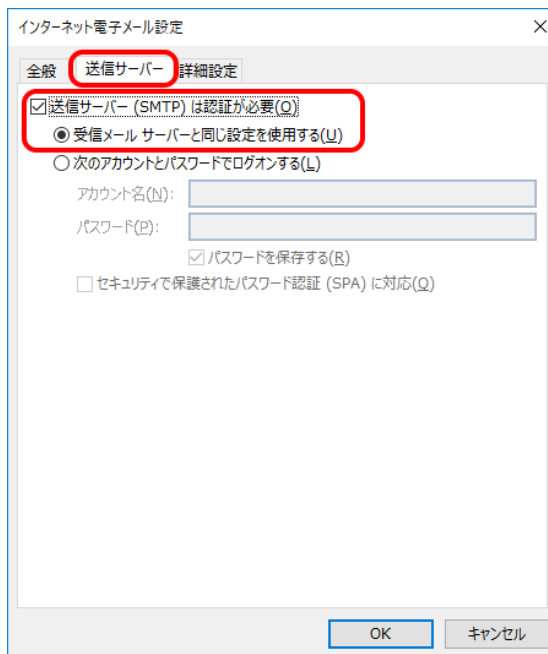 インターネット電子メール設定
全般 送信サーバー 詳細設定
送信サーバー (SMTP) は認証が必要(O)
受信メール サーバーと同じ設定を使用する(U)
次のアカウントとパスワードでログオンする(L)
アカウント名(N):
パスワード(P):
パスワードを保存する(R)
セキュリティで保護されたパスワード認証 (SPA) に対応(Q)
OK キャンセル